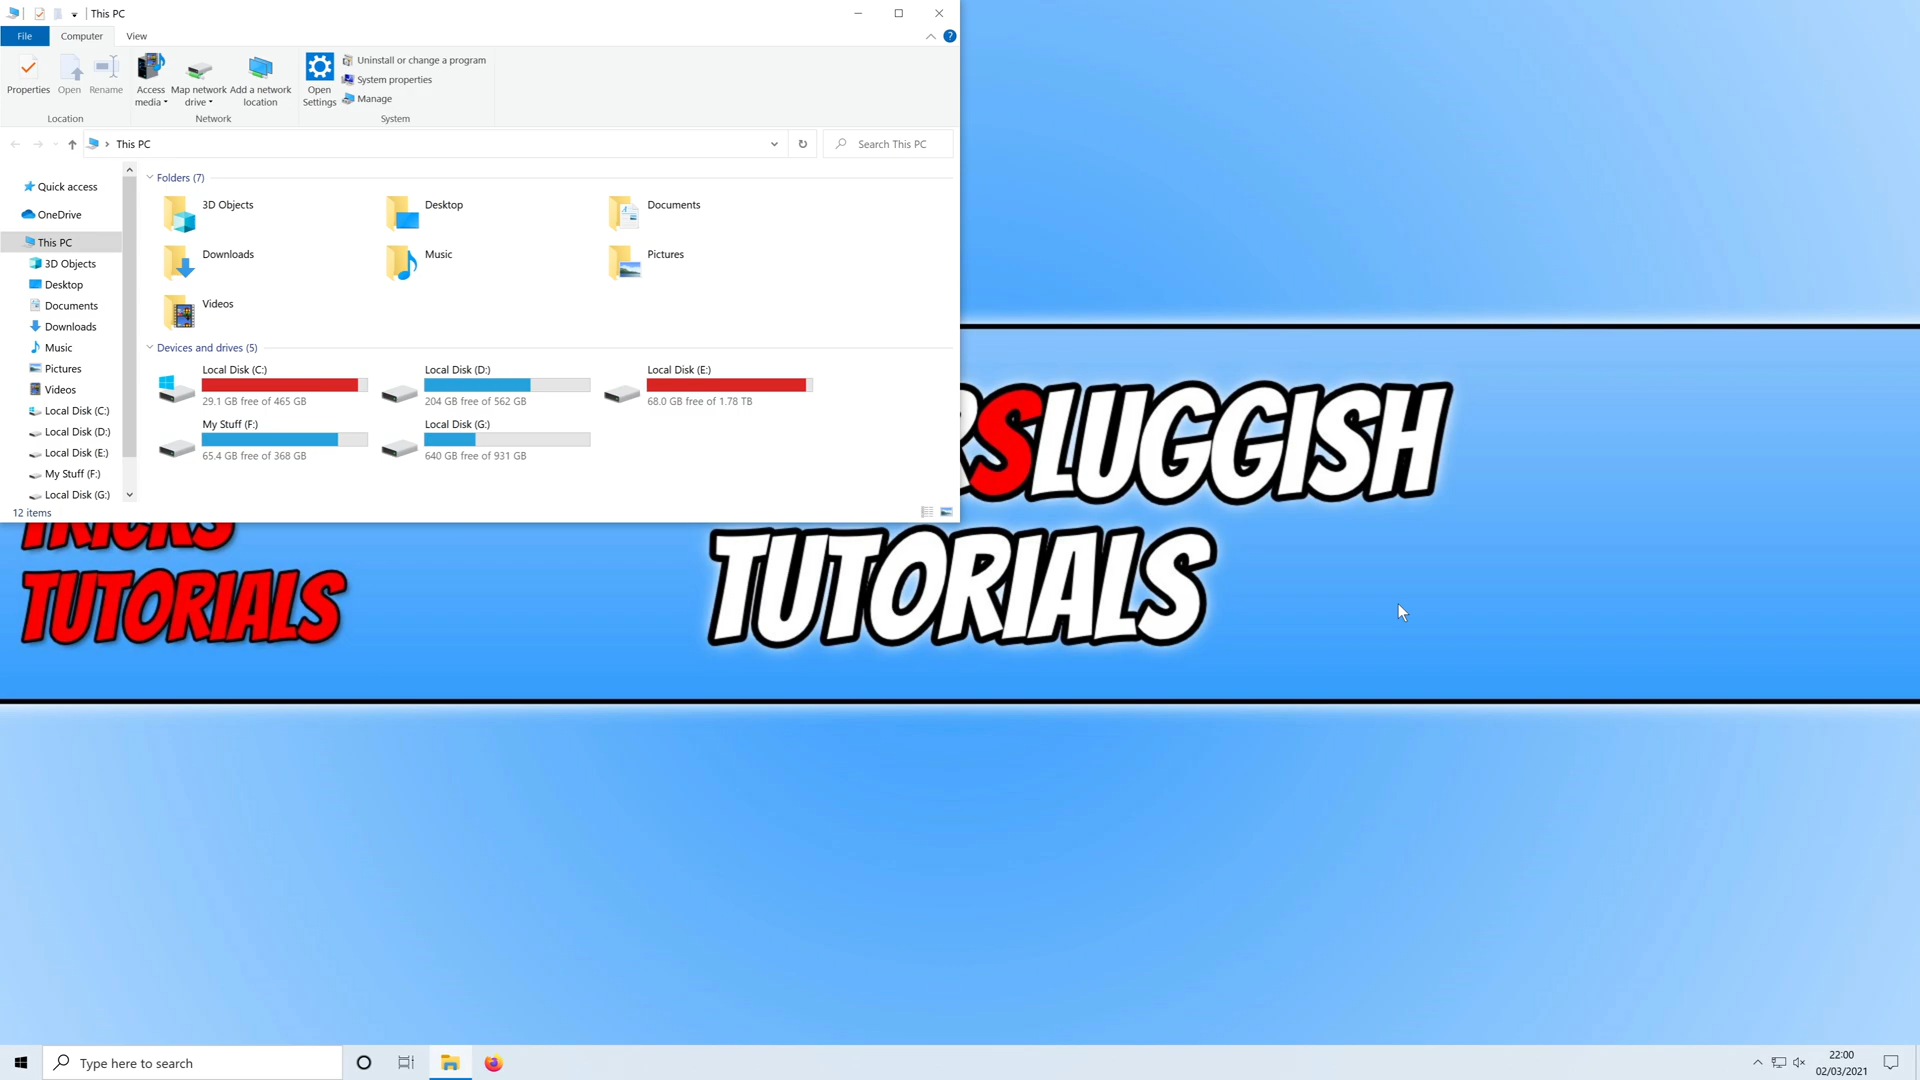 This PC
File
Computer
View
Properties
Open
Rename
Access media
Map network drive
Add a network location
Open Settings
Uninstall or change a program
System properties
Manage
Location
Network
System
This PC
Search This PC
Quick access
OneDrive
This PC
3D Objects
Desktop
Documents
Downloads
Music
Pictures
Videos
Local Disk (C:)
Local Disk (D:)
Local Disk (E:)
My Stuff (F:)
Local Disk (G:)
Folders (7)
3D Objects
Desktop
Documents
Downloads
Music
Pictures
Videos
Devices and drives (5)
Local Disk (C:)
29.1 GB free of 465 GB
Local Disk (D:)
204 GB free of 562 GB
Local Disk (E:)
68.0 GB free of 1.78 TB
My Stuff (F:)
65.4 GB free of 368 GB
Local Disk (G:)
640 GB free of 931 GB
12 items
SLUGGISH
TUTORIALS
TRICKS
TUTORIALS
Type here to search
22:00
02/03/2021